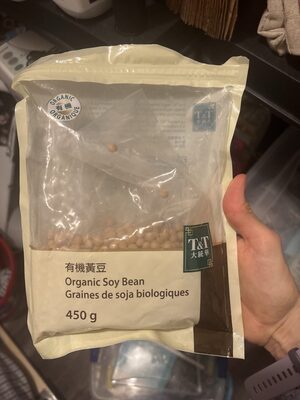 ORGANIC
有機
ORGANIQUE
T&T
T&T
大統華
有機黃豆
Organic Soy Bean
Graines de soja biologiques
450 g